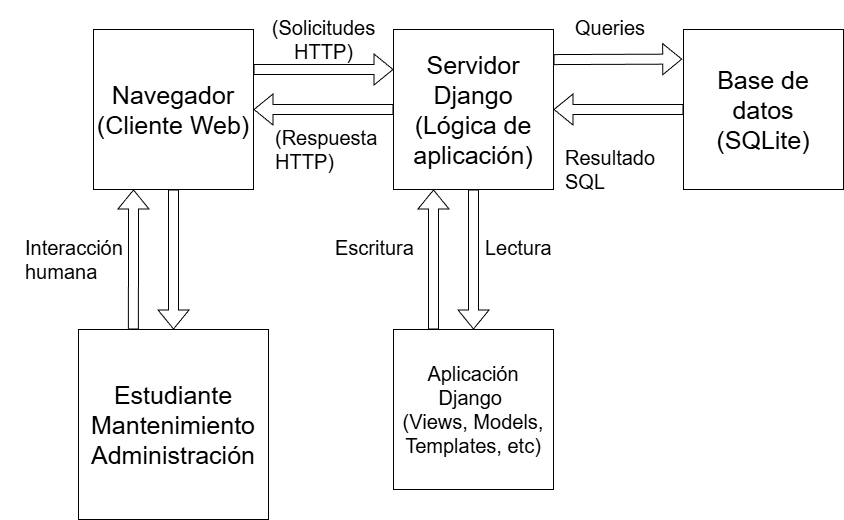 (Solicitudes
HTTP)
Queries
Navegador
(Cliente Web)
Servidor
Django
(Lógica de
aplicación)
Base de
datos
(SQLite)
(Respuesta
HTTP)
Resultado
SQL
Interacción
humana
Escritura
Lectura
Estudiante
Mantenimiento
Administración
Aplicación
Django
(Views, Models,
Templates, etc)